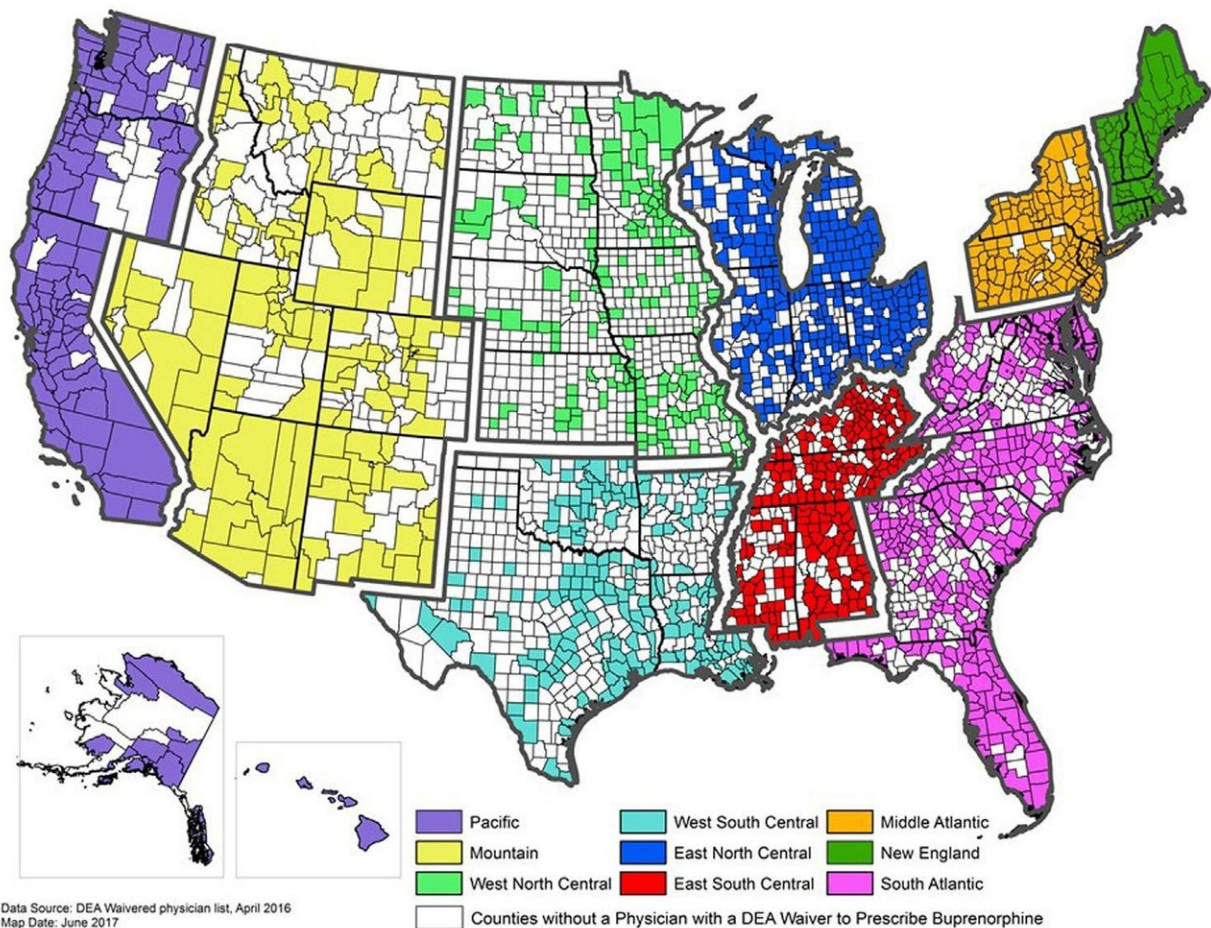 Pacific
Mountain
West North Central
West South Central
East North Central
East South Central
Middle Atlantic
New England
South Atlantic
Counties without a Physician with a DEA Waiver to Prescribe Buprenorphine
Data Source: DEA Waivered physician list, April 2016
Map Date: June 2017